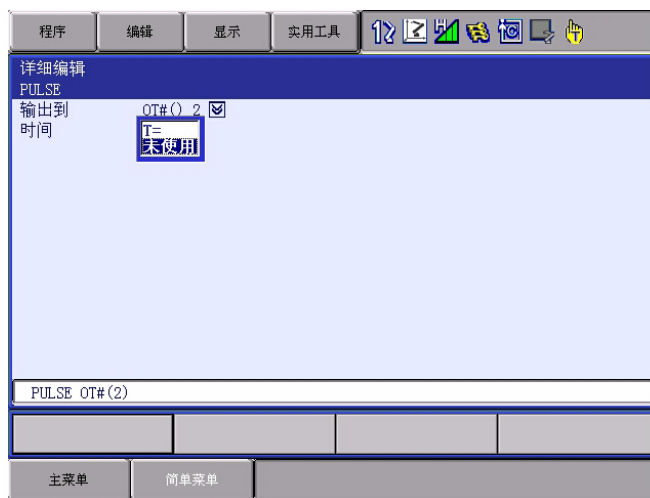 程序 编辑 显示 实用工具
详细编辑
PULSE
输出到 OT#() 2
时间 T=
未使用
PULSE OT#(2)
主菜单 简单菜单